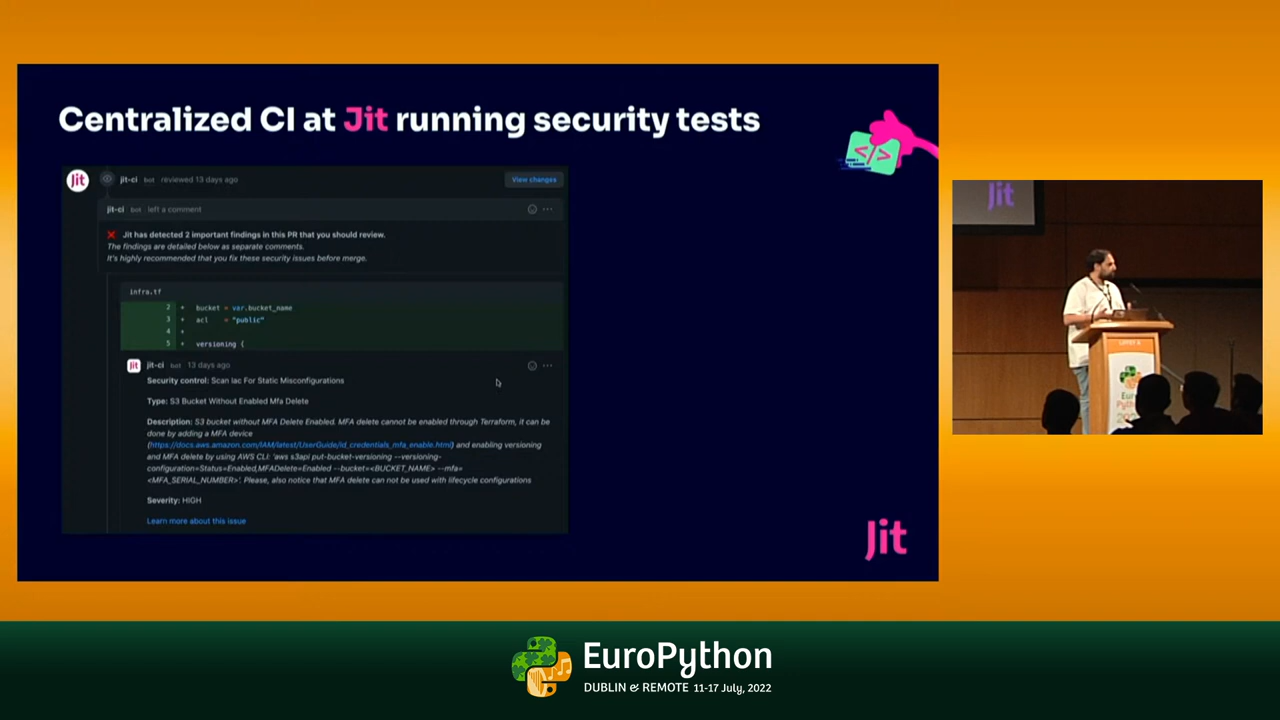 Centralized CI at Jit running security tests
Jit
jit-ci bot reviewed 13 days ago
View changes
jit-ci bot left a comment
Jit has detected 2 important findings in this PR that you should review.
The findings are detailed below as separate comments.
It's highly recommended that you fix these security issues before merge.
infra.tf
2 + bucket = var.bucket_name
3 + acl = "public"
4 +
5 + versioning {
Jit
jit-ci bot 13 days ago
Security control: Scan Iac For Static Misconfigurations
Type: S3 Bucket Without Enabled Mfa Delete
Description: S3 bucket without MFA Delete Enabled. MFA delete cannot be enabled through Terraform, it can be
done by adding a MFA device
(https://docs.aws.amazon.com/IAM/latest/UserGuide/id_credentials_mfa_enable.html) and enabling versioning
and MFA delete by using AWS CLI: 'aws s3api put-bucket-versioning --versioning-
configuration=Status=Enabled,MFADelete=Enabled --bucket=<BUCKET_NAME> --mfa=
<MFA_SERIAL_NUMBER>'. Please, also notice that MFA delete can not be used with lifecycle configurations
Severity: HIGH
Learn more about this issue
</>
Jit
Jit
Euro
Python
EuroPython
DUBLIN & REMOTE 11-17 July, 2022